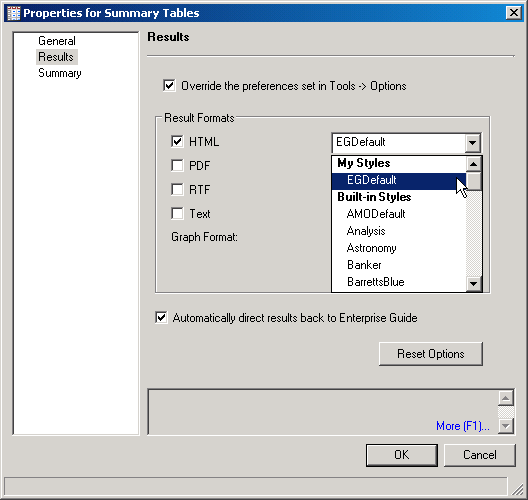 Properties for Summary Tables
General
Results
Summary
Results
Override the preferences set in Tools -> Options
Result Formats
HTML
EGDefault
PDF
RTF
Text
Graph Format:
My Styles
EGDefault
Built-in Styles
AMODefault
Analysis
Astronomy
Banker
BarrettsBlue
Automatically direct results back to Enterprise Guide
Reset Options
More (F1)...
OK
Cancel